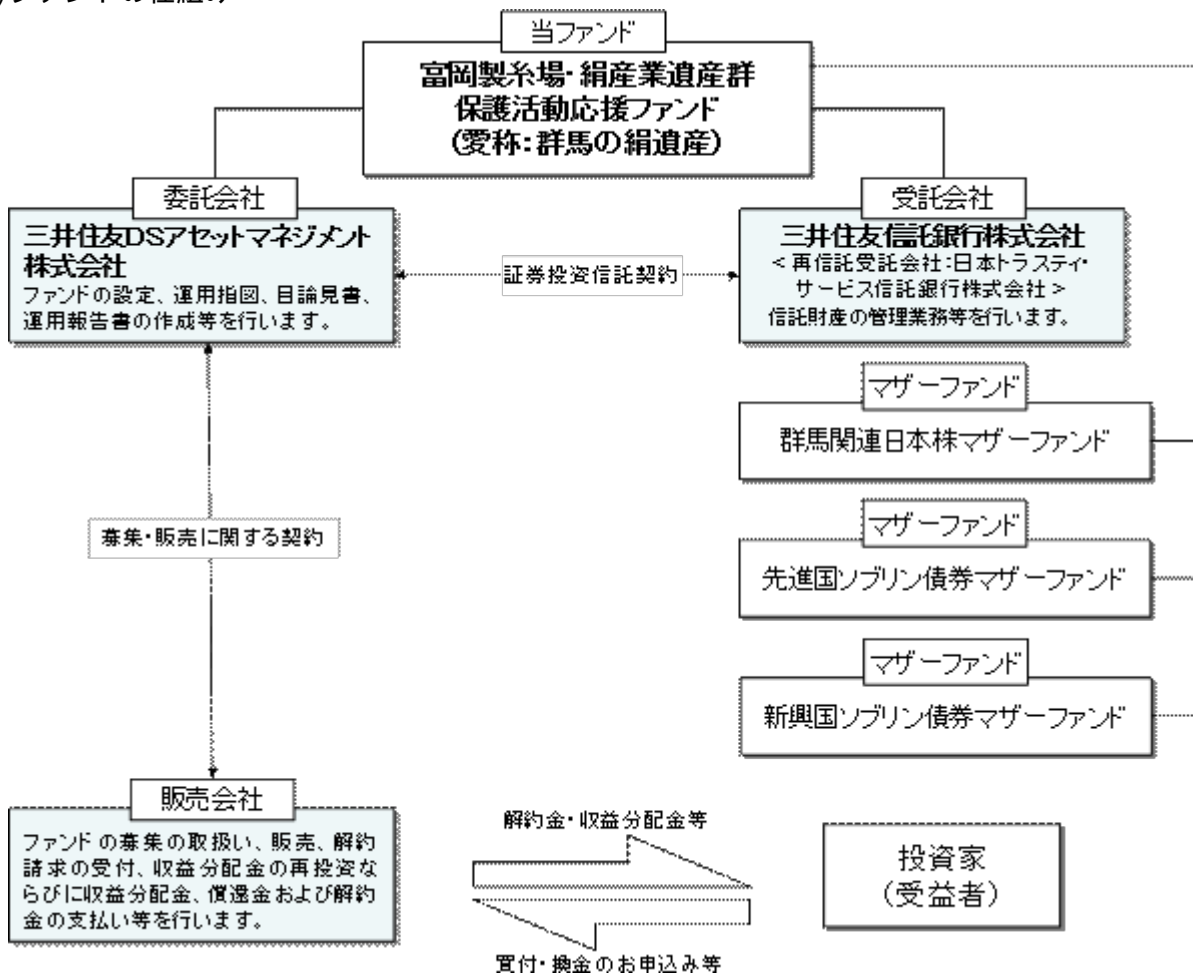 当ファンド
富岡製糸場・絹産業遺産群
保護活動応援ファンド
(愛称：群馬の絹遺産)
委託会社
三井住友DSアセットマネジメント
株式会社
ファンドの設定、運用指図、目論見書、
運用報告書の作成等を行います。
証券投資信託契約
受託会社
三井住友信託銀行株式会社
＜再信託受託会社：日本トラスティ・
サービス信託銀行株式会社＞
信託財産の管理業務等を行います。
マザーファンド
群馬関連日本株マザーファンド
マザーファンド
先進国ソブリン債券マザーファンド
マザーファンド
新興国ソブリン債券マザーファンド
募集・販売に関する契約
販売会社
ファンドの募集の取扱い、販売、解約
請求の受付、収益分配金の再投資な
らびに収益分配金、償還金および解約
金の支払い等を行います。
解約金・収益分配金等
買付・換金のお申込み等
投資家
(受益者)